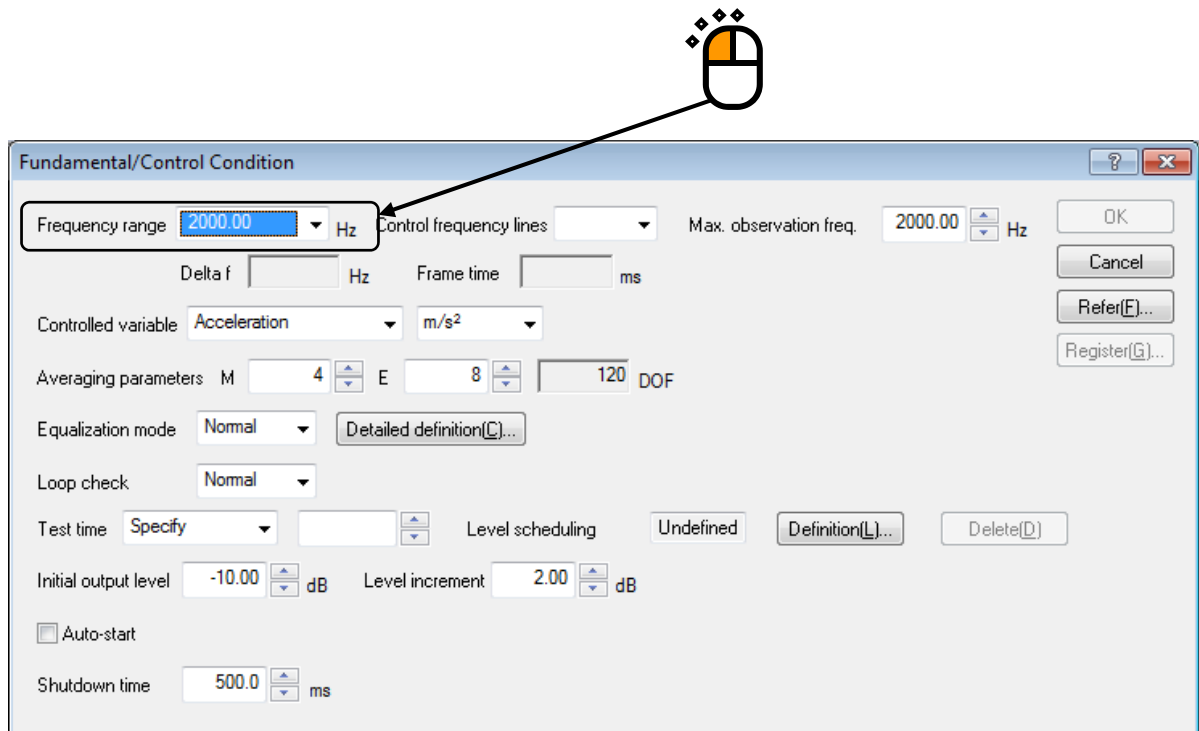 Fundamental/Control Condition
Frequency range 2000.00 Hz Control frequency lines Max. observation freq. 2000.00 Hz OK
Delta f Hz Frame time ms Cancel
Controlled variable Acceleration m/s² Refer(F)...
Register(G)...
Averaging parameters M 4 E 8 120 DOF
Equalization mode Normal Detailed definition(C)...
Loop check Normal
Test time Specify Level scheduling Undefined Definition(L)... Delete(D)
Initial output level -10.00 dB Level increment 2.00 dB
Auto-start
Shutdown time 500.0 ms